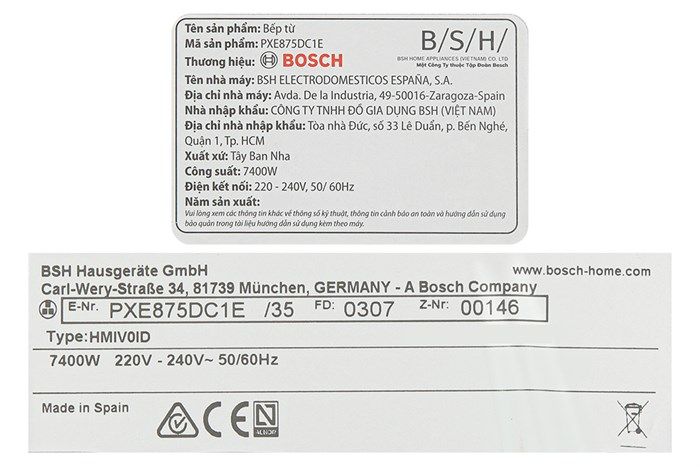 Tên sản phẩm: Bếp từ
Mã sản phẩm: PXE875DC1E
Thương hiệu: BOSCH
B/S/H/
BSH HOME APPLIANCES (VIETNAM) CO. LTD
Một Công Ty thuộc Tập Đoàn Bosch
Tên nhà máy: BSH ELECTRODOMESTICOS ESPAÑA, S.A.
Địa chỉ nhà máy: Avda. De la Industria, 49-50016-Zaragoza-Spain
Nhà nhập khẩu: CÔNG TY TNHH ĐỒ GIA DỤNG BSH (VIỆT NAM)
Địa chỉ nhà nhập khẩu: Tòa nhà Đức, số 33 Lê Duẩn, p. Bến Nghé,
Quận 1, Tp. HCM
Xuất xứ: Tây Ban Nha
Công suất: 7400W
Điện kết nối: 220 - 240V, 50/ 60Hz
Năm sản xuất:
Vui lòng xem các thông tin khác về thông số kỹ thuật, thông tin cảnh báo an toàn và hướng dẫn sử dụng
bảo quản trong tài liệu hướng dẫn sử dụng kèm theo máy.
BSH Hausgeräte GmbH
www.bosch-home.com
Carl-Wery-Straße 34, 81739 München, GERMANY - A Bosch Company
E-Nr. PXE875DC1E /35 FD: 0307 Z-Nr: 00146
Type: HMIV0ID
7400W 220V - 240V~ 50/60Hz
Made in Spain
CE
N